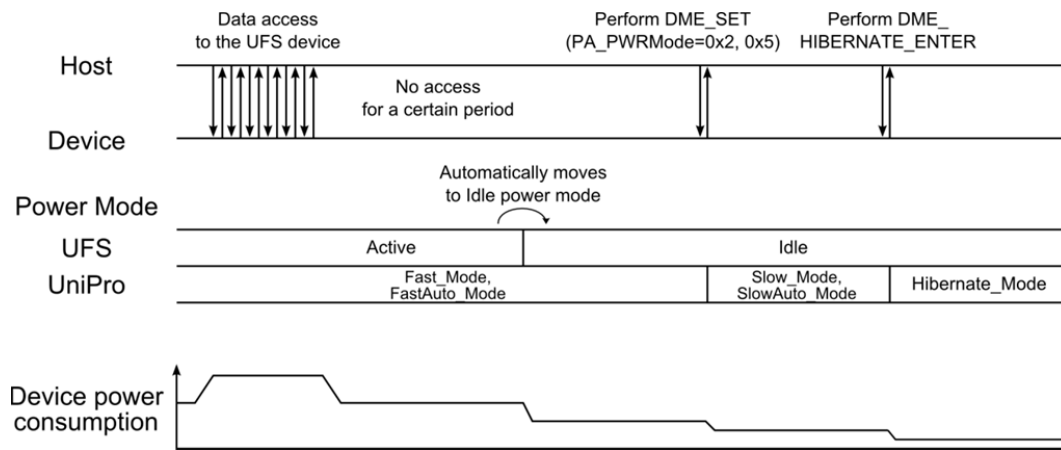 Data access
to the UFS device
Perform DME_SET
(PA_PWRMode=0x2, 0x5)
Perform DME_
HIBERNATE_ENTER
Host
No access
for a certain period
Device
Automatically moves
to Idle power mode
Power Mode
UFS
Active
Idle
UniPro
Fast_Mode,
FastAuto_Mode
Slow_Mode,
SlowAuto_Mode
Hibernate_Mode
Device power
consumption